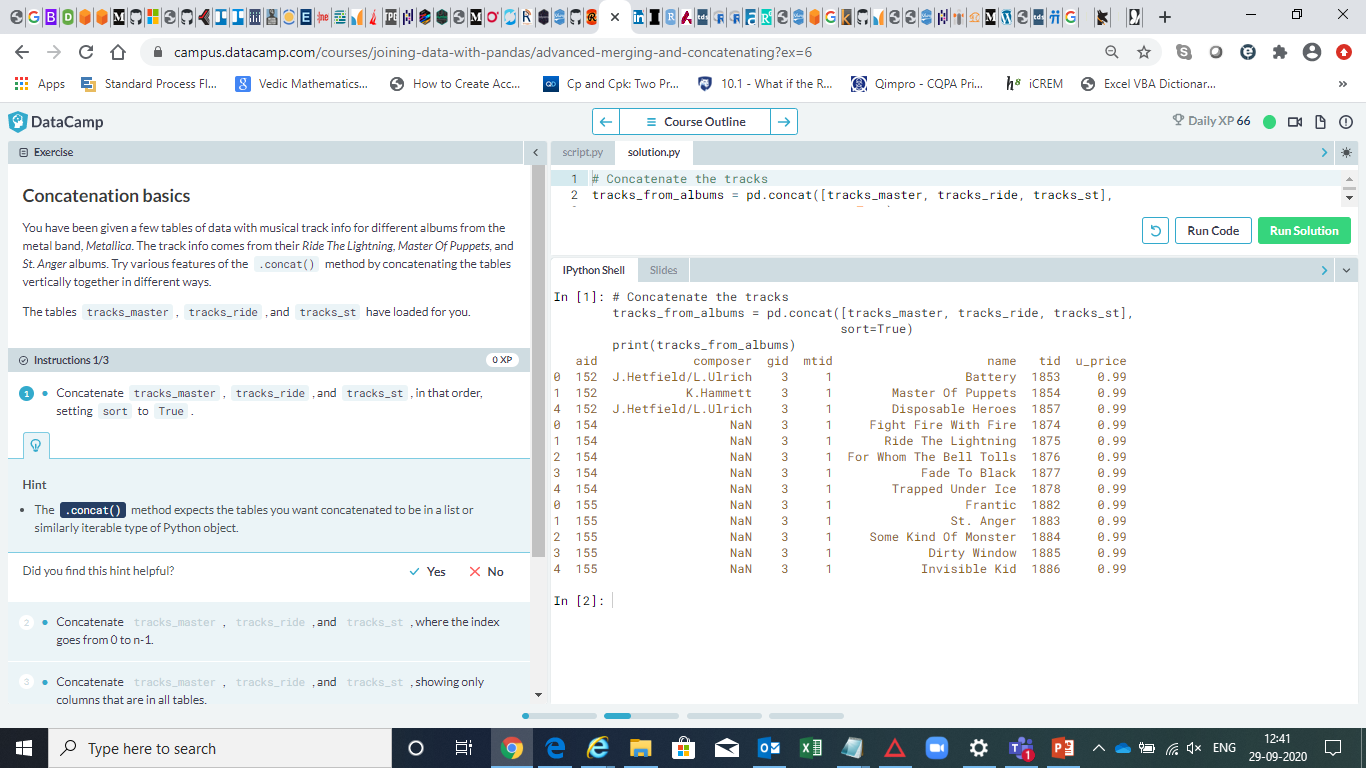 campus.datacamp.com/courses/joining-data-with-pandas/advanced-merging-and-concatenating?ex=6
Apps Standard Process Fl... Vedic Mathematics... How to Create Acc... Cp and Cpk: Two Pr... 10.1 - What if the R... Qimpro - CQPA Pri... iCREM Excel VBA Dictionar...
DataCamp
Course Outline
Daily XP 66
Exercise
Concatenation basics
You have been given a few tables of data with musical track info for different albums from the
metal band, Metallica. The track info comes from their Ride The Lightning, Master Of Puppets, and
St. Anger albums. Try various features of the .concat() method by concatenating the tables
vertically together in different ways.
The tables tracks_master , tracks_ride , and tracks_st have loaded for you.
Instructions 1/3 0 XP
1 Concatenate tracks_master , tracks_ride , and tracks_st , in that order,
setting sort to True .
Hint
The .concat() method expects the tables you want concatenated to be in a list or
similarly iterable type of Python object.
Did you find this hint helpful? Yes No
2 Concatenate tracks_master , tracks_ride , and tracks_st , where the index
goes from 0 to n-1.
3 Concatenate tracks_master , tracks_ride , and tracks_st , showing only
columns that are in all tables.
script.py solution.py
1 # Concatenate the tracks
2 tracks_from_albums = pd.concat([tracks_master, tracks_ride, tracks_st],
Run Code Run Solution
IPython Shell Slides
In [1]: # Concatenate the tracks
tracks_from_albums = pd.concat([tracks_master, tracks_ride, tracks_st],
sort=True)
print(tracks_from_albums)
aid composer gid mtid name tid u_price
0 152 J.Hetfield/L.Ulrich 3 1 Battery 1853 0.99
1 152 K.Hammett 3 1 Master Of Puppets 1854 0.99
4 152 J.Hetfield/L.Ulrich 3 1 Disposable Heroes 1857 0.99
0 154 NaN 3 1 Fight Fire With Fire 1874 0.99
1 154 NaN 3 1 Ride The Lightning 1875 0.99
2 154 NaN 3 1 For Whom The Bell Tolls 1876 0.99
3 154 NaN 3 1 Fade To Black 1877 0.99
4 154 NaN 3 1 Trapped Under Ice 1878 0.99
0 155 NaN 3 1 Frantic 1882 0.99
1 155 NaN 3 1 St. Anger 1883 0.99
2 155 NaN 3 1 Some Kind Of Monster 1884 0.99
3 155 NaN 3 1 Dirty Window 1885 0.99
4 155 NaN 3 1 Invisible Kid 1886 0.99
In [2]:
Type here to search
ENG
12:41
29-09-2020